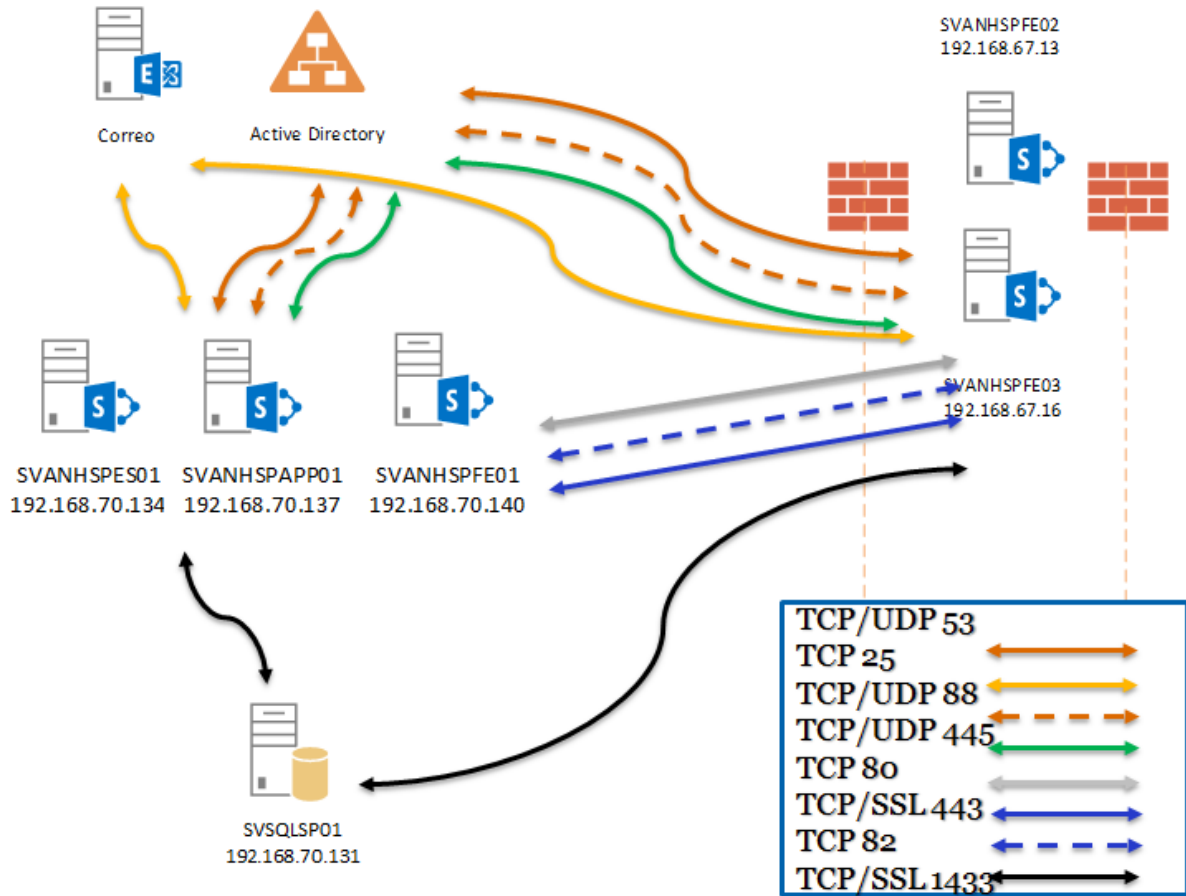 SVANHSPFE02
192.168.67.13
Correo
Active Directory
E
S
S
SVANHSPFE03
192.168.67.16
S
S
S
SVANHSPES01
192.168.70.134
SVANHSPAPP01
192.168.70.137
SVANHSPFE01
192.168.70.140
SVSQLSP01
192.168.70.131
TCP/UDP 53
TCP 25
TCP/UDP 88
TCP/UDP 445
TCP 80
TCP/SSL 443
TCP 82
TCP/SSL 1433